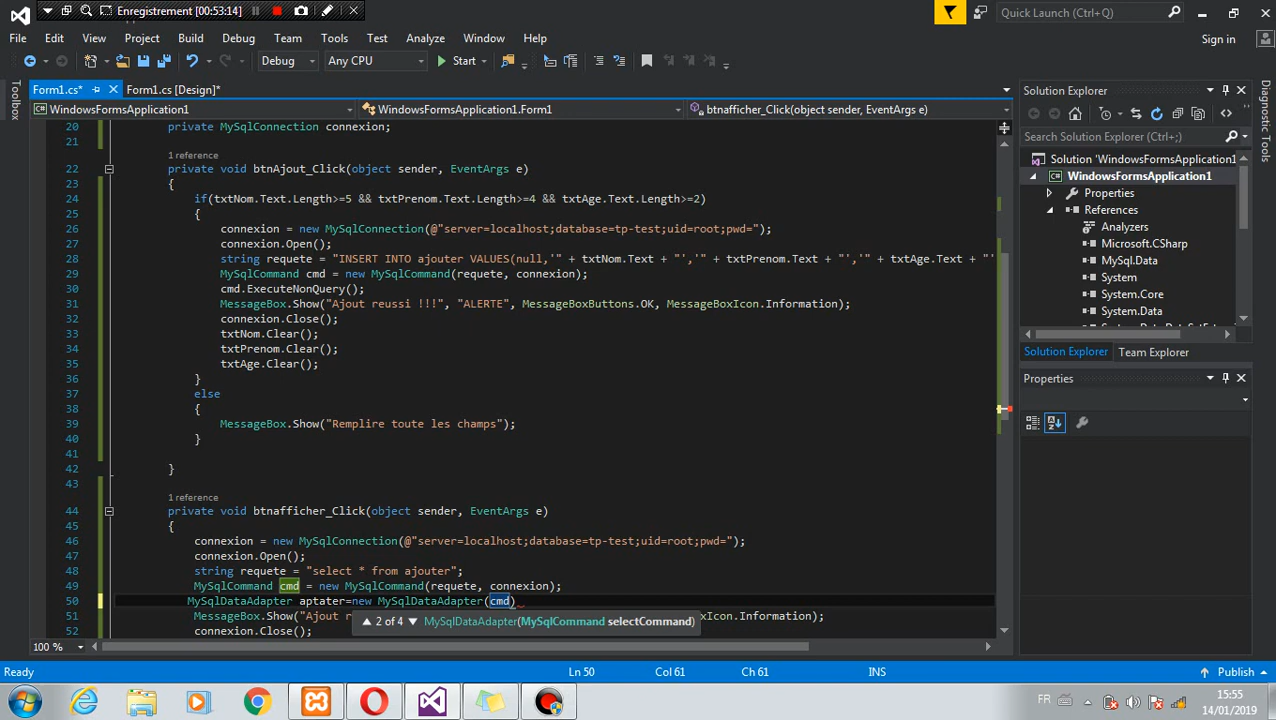 Enregistrement (00:53:14)
Quick Launch (Ctrl+Q)
File Edit View Project Build Debug Team Tools Test Analyze Window Help Sign in
Debug Any CPU Start
Toolbox
Form1.cs* Form1.cs [Design]*
WindowsFormsApplication1 WindowsFormsApplication1.Form1 btnafficher_Click(object sender, EventArgs e)
20 private MySqlConnection connexion;
21
1 reference
22 private void btnAjout_Click(object sender, EventArgs e)
23 {
24 if(txtNom.Text.Length>=5 && txtPrenom.Text.Length>=4 && txtAge.Text.Length>=2)
25 {
26 connexion = new MySqlConnection(@"server=localhost;database=tp-test;uid=root;pwd=");
27 connexion.Open();
28 string requete = "INSERT INTO ajouter VALUES(null,'" + txtNom.Text + "','" + txtPrenom.Text + "','" + txtAge.Text + "'
29 MySqlCommand cmd = new MySqlCommand(requete, connexion);
30 cmd.ExecuteNonQuery();
31 MessageBox.Show("Ajout reussi !!!", "ALERTE", MessageBoxButtons.OK, MessageBoxIcon.Information);
32 connexion.Close();
33 txtNom.Clear();
34 txtPrenom.Clear();
35 txtAge.Clear();
36 }
37 else
38 {
39 MessageBox.Show("Remplire toute les champs");
40 }
41
42 }
43
1 reference
44 private void btnafficher_Click(object sender, EventArgs e)
45 {
46 connexion = new MySqlConnection(@"server=localhost;database=tp-test;uid=root;pwd=");
47 connexion.Open();
48 string requete = "select * from ajouter";
49 MySqlCommand cmd = new MySqlCommand(requete, connexion);
50 MySqlDataAdapter aptater=new MySqlDataAdapter(cmd)
51 MessageBox.Show("Ajout r xIcon.Information);
▲ 2 of 4 ▼ MySqlDataAdapter(MySqlCommand selectCommand)
52 connexion.Close();
100 %
Solution Explorer
Search Solution Explorer (Ctrl+;)
Solution 'WindowsFormsApplication1
WindowsFormsApplication1
Properties
References
Analyzers
Microsoft.CSharp
MySql.Data
System
System.Core
System.Data
Solution Explorer Team Explorer
Properties
Diagnostic Tools
Ready Ln 50 Col 61 Ch 61 INS Publish
FR 15:55
14/01/2019